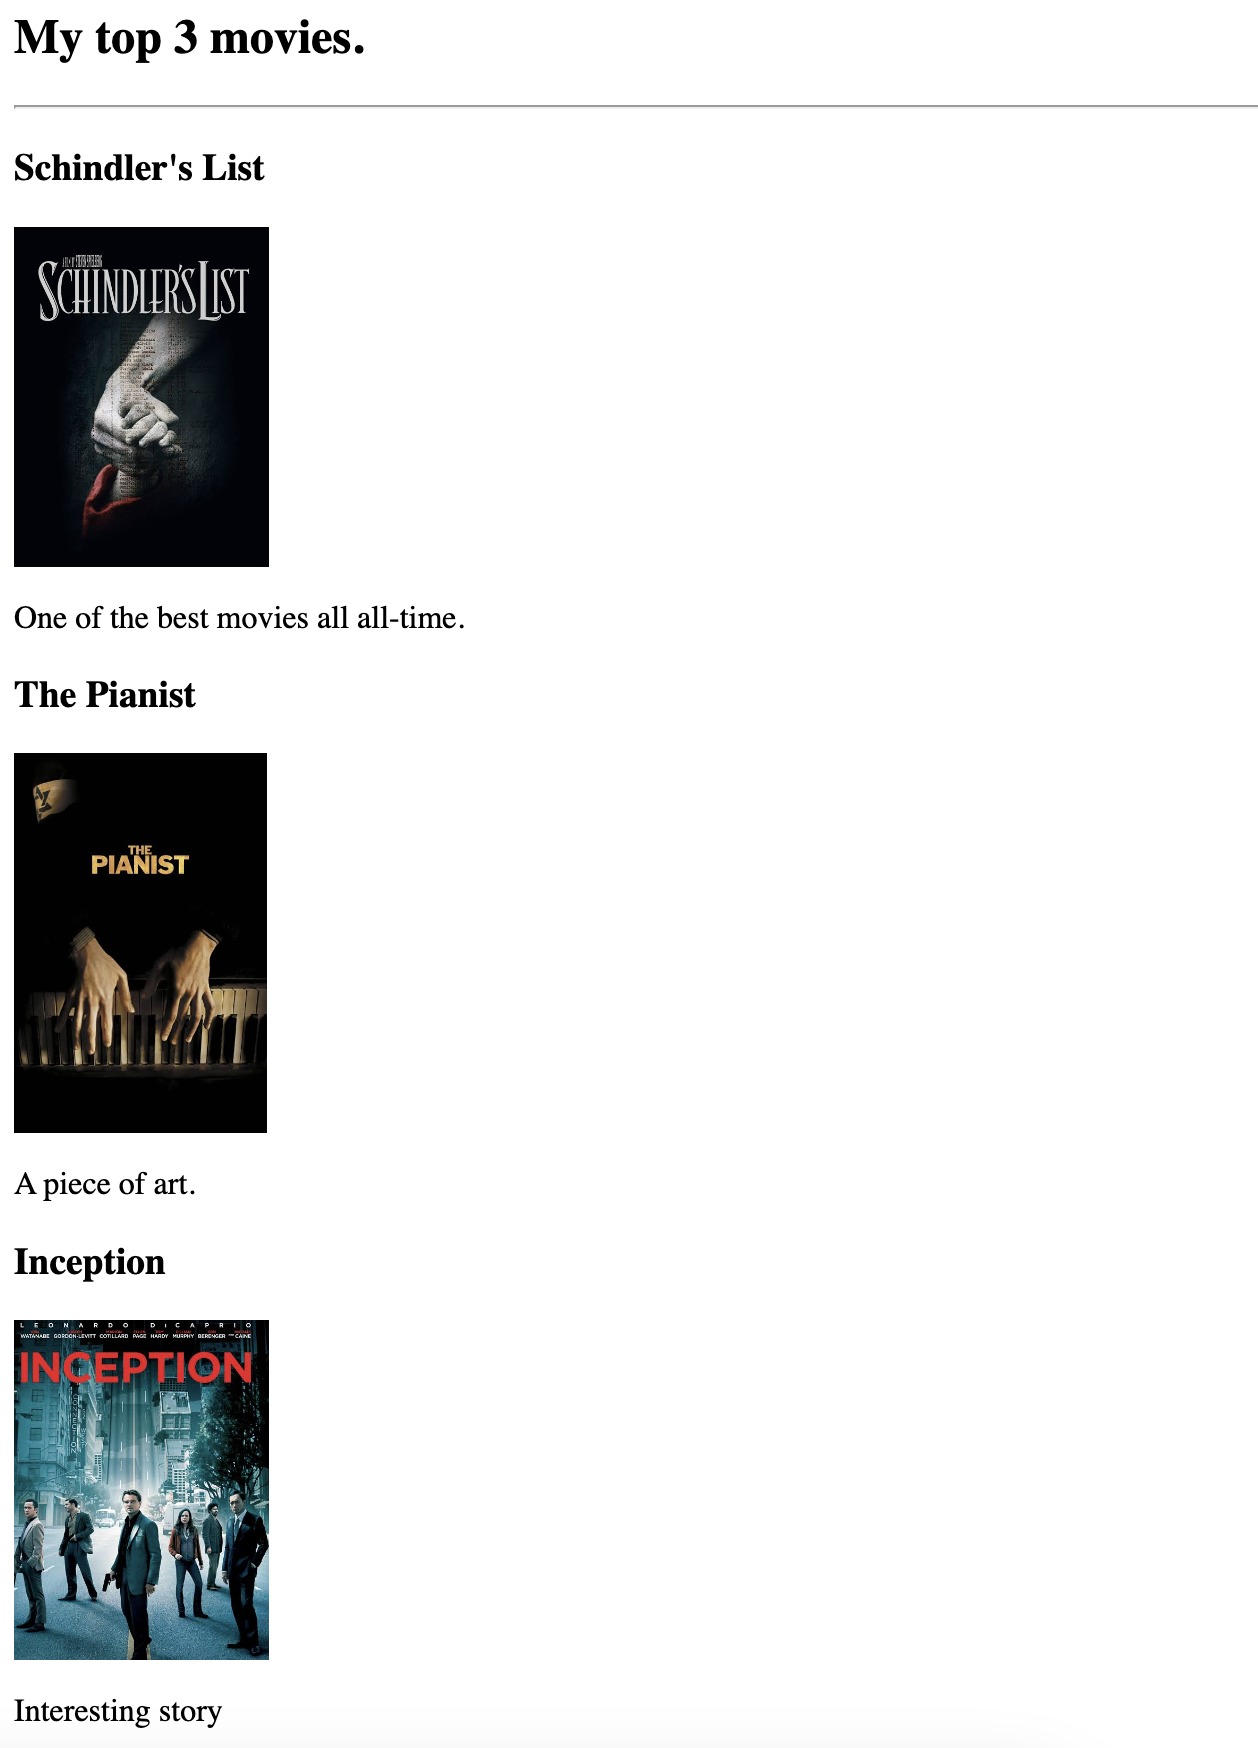 My top 3 movies.
Schindler's List
SCHINDLER'S LIST
One of the best movies all all-time.
The Pianist
THE
PIANIST
A piece of art.
Inception
LEONARDO DICAPRIO
WATANABE GORDON-LEVITT COTILLARD PAGE HARDY MURPHY BERENGER CAINE
INCEPTION
Interesting story